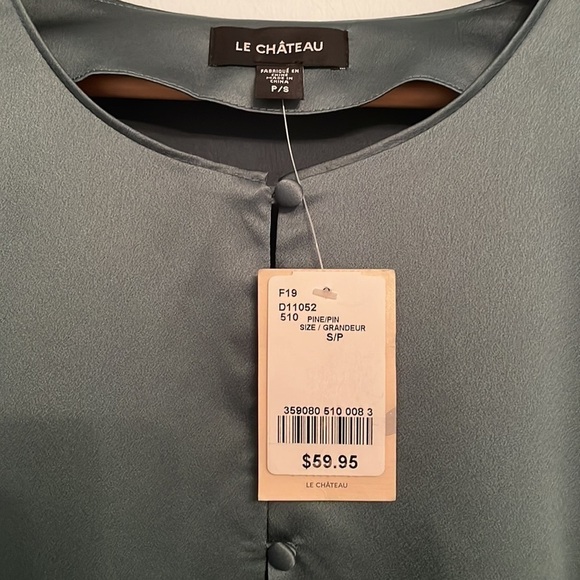 LE CHÂTEAU
FABRIQUÉ EN
CHINE
MADE IN
CHINA
P/S
F19
D11052
510 PINE/PIN
SIZE / GRANDEUR
S/P
359080 510 008 3
$59.95
LE CHÂTEAU